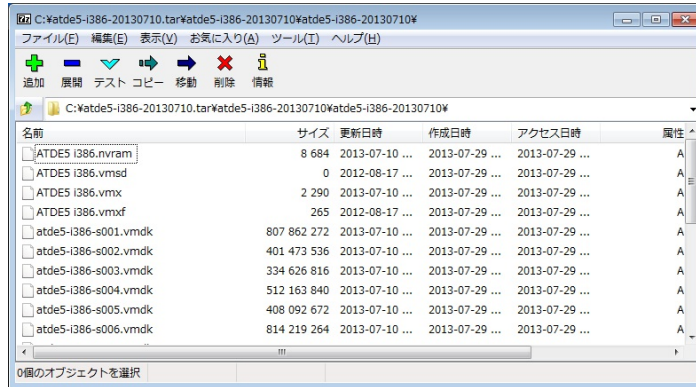 C:¥atde5-i386-20130710.tar¥atde5-i386-20130710¥atde5-i386-20130710¥
ファイル(F) 編集(E) 表示(V) お気に入り(A) ツール(T) ヘルプ(H)
追加 展開 テスト コピー 移動 削除 情報
C:¥atde5-i386-20130710.tar¥atde5-i386-20130710¥atde5-i386-20130710¥
名前 サイズ 更新日時 作成日時 アクセス日時 属性
ATDE5 i386.nvram 8 684 2013-07-10 ... 2013-07-29 ... 2013-07-29 ... A
ATDE5 i386.vmsd 0 2012-08-17 ... 2013-07-29 ... 2013-07-29 ... A
ATDE5 i386.vmx 2 290 2013-07-10 ... 2013-07-29 ... 2013-07-29 ... A
ATDE5 i386.vmxf 265 2012-08-17 ... 2013-07-29 ... 2013-07-29 ... A
atde5-i386-s001.vmdk 807 862 272 2013-07-10 ... 2013-07-29 ... 2013-07-29 ... A
atde5-i386-s002.vmdk 401 473 536 2013-07-10 ... 2013-07-29 ... 2013-07-29 ... A
atde5-i386-s003.vmdk 334 626 816 2013-07-10 ... 2013-07-29 ... 2013-07-29 ... A
atde5-i386-s004.vmdk 512 163 840 2013-07-10 ... 2013-07-29 ... 2013-07-29 ... A
atde5-i386-s005.vmdk 408 092 672 2013-07-10 ... 2013-07-29 ... 2013-07-29 ... A
atde5-i386-s006.vmdk 814 219 264 2013-07-10 ... 2013-07-29 ... 2013-07-29 ... A
0個のオブジェクトを選択